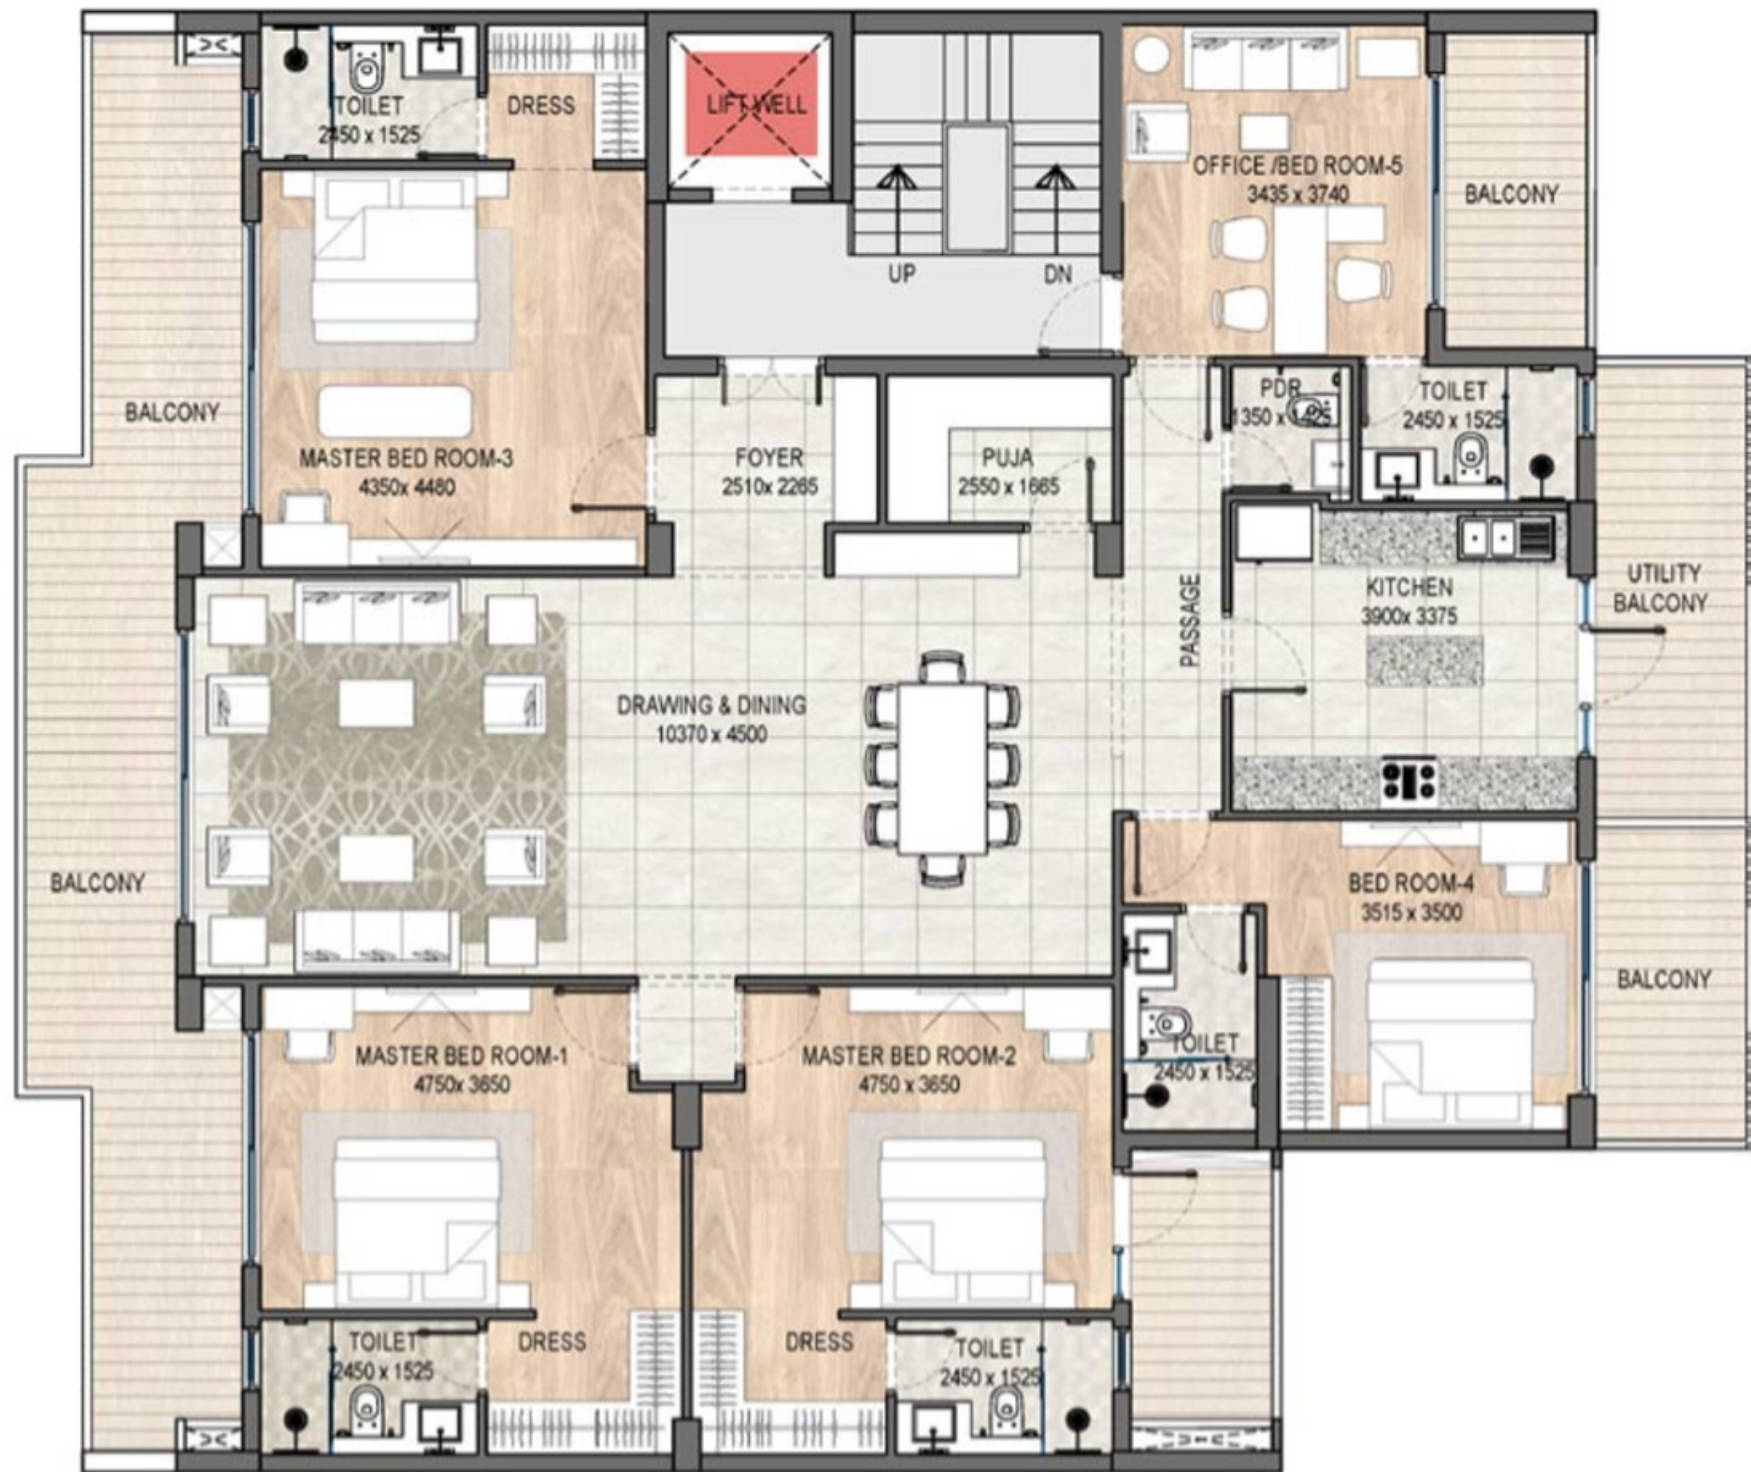 TOILET
2450 x 1525
DRESS
LIFT WELL
OFFICE /BED ROOM-5
3435 x 3740
BALCONY
UP
DN
BALCONY
MASTER BED ROOM-3
4350x 4480
FOYER
2510x 2265
PUJA
2550 x 1665
PDR
1350 x 1425
TOILET
2450 x 1525
PASSAGE
KITCHEN
3900x 3375
UTILITY
BALCONY
DRAWING & DINING
10370 x 4500
BALCONY
BED ROOM-4
3515 x 3500
BALCONY
MASTER BED ROOM-1
4750x 3650
MASTER BED ROOM-2
4750 x 3650
TOILET
2450 x 1525
TOILET
2450 x 1525
DRESS
DRESS
TOILET
2450 x 1525